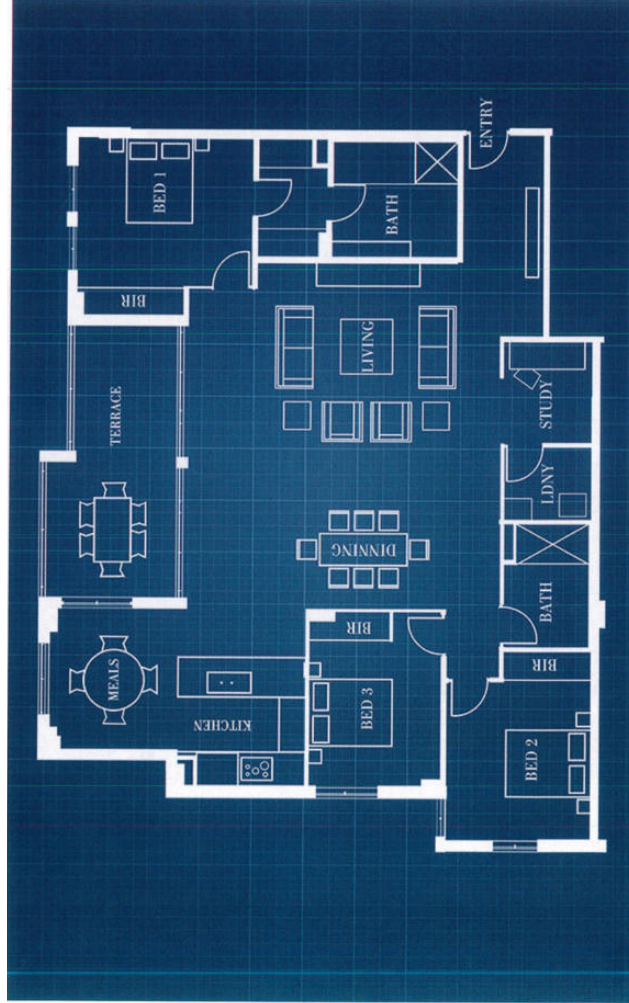 ENTRY
BED 1
BATH
BIR
LIVING
TERRACE
STUDY
LDNY
DINNING
BATH
BIR
MEALS
BIR
KITCHEN
BED 3
BED 2